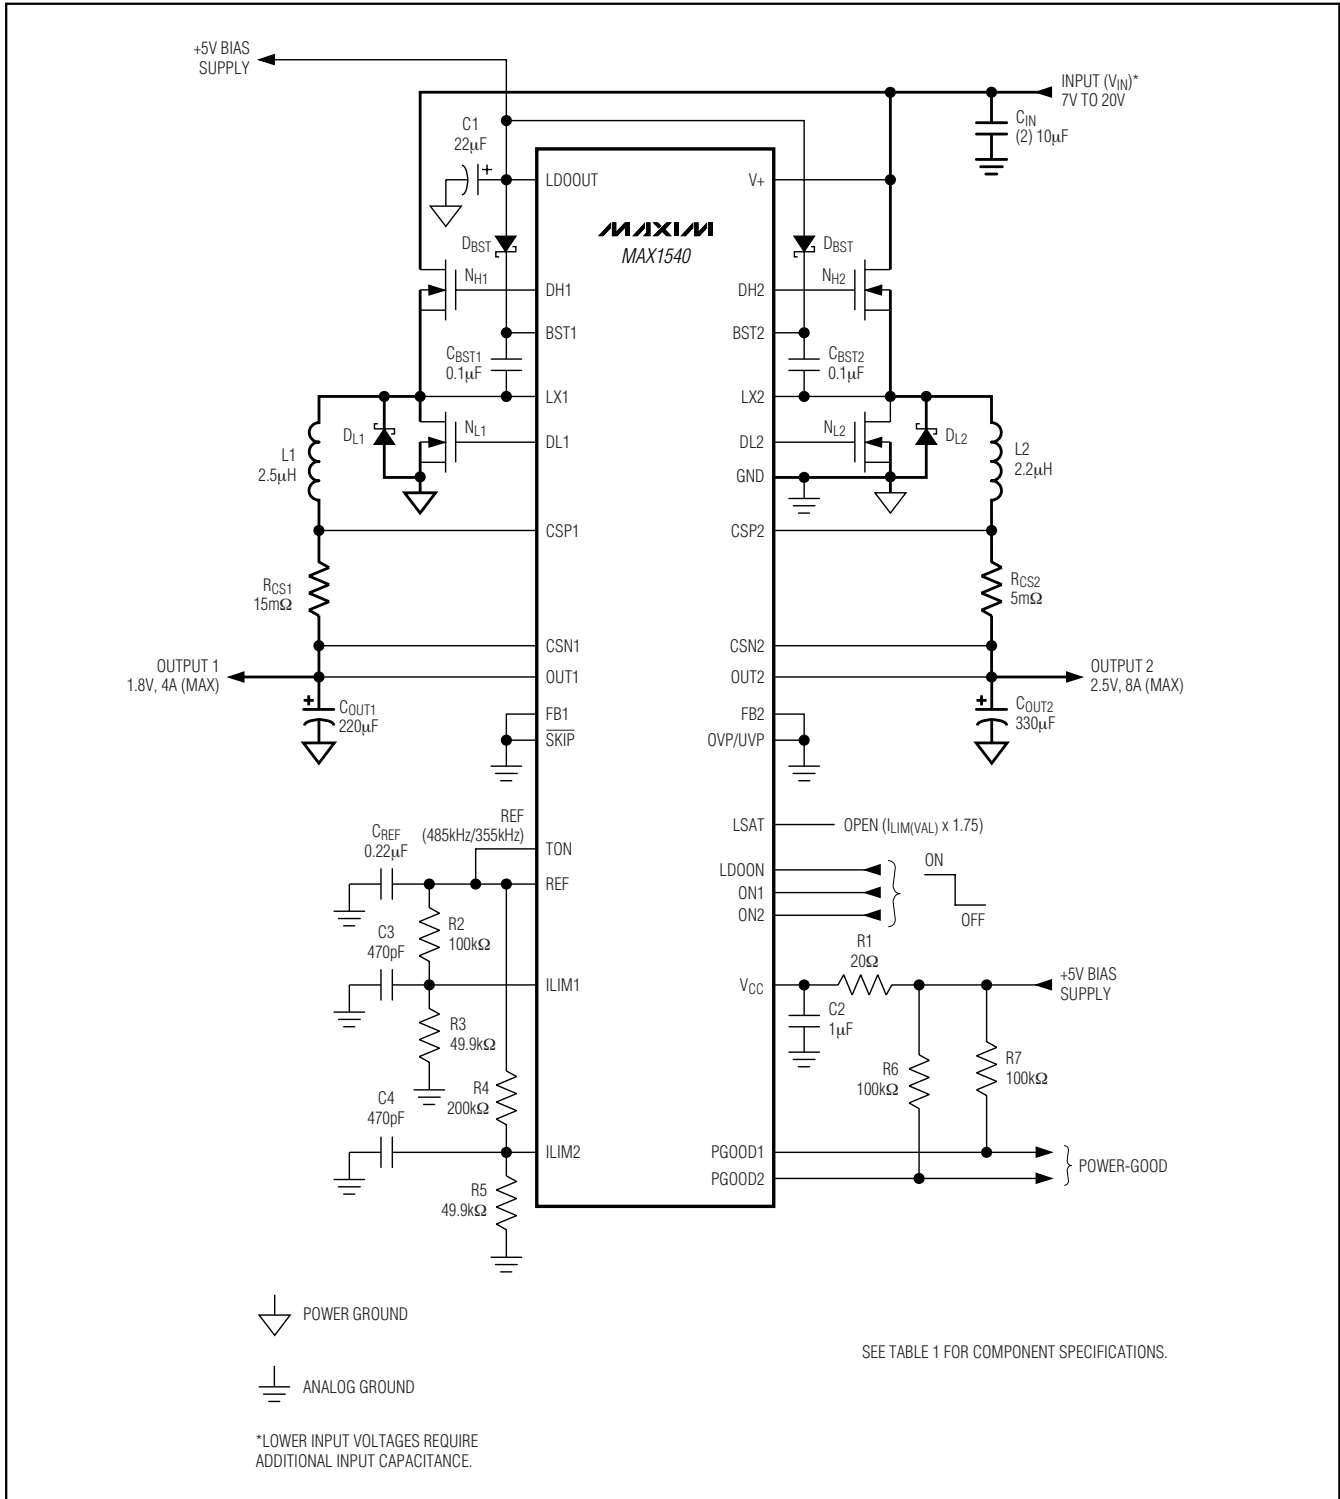 +5V BIAS
SUPPLY
INPUT (VIN)*
7V TO 20V
CIN
(2) 10µF
C1
22µF
+
LDOOUT
V+
MAXIM
MAX1540
DBST
DBST
NH1
DH1
DH2
NH2
BST1
BST2
CBST1
0.1µF
CBST2
0.1µF
LX1
LX2
DL1
NL1
DL1
DL2
NL2
DL2
L1
2.5µH
L2
2.2µH
GND
CSP1
CSP2
RCS1
15mΩ
RCS2
5mΩ
CSN1
CSN2
OUTPUT 1
1.8V, 4A (MAX)
OUT1
OUT2
OUTPUT 2
2.5V, 8A (MAX)
+
COUT1
220µF
+
COUT2
330µF
FB1
SKIP
FB2
OVP/UVP
REF
(485kHz/355kHz)
TON
LSAT
OPEN (ILIM(VAL) x 1.75)
CREF
0.22µF
REF
LDOON
ON1
ON2
ON
OFF
R2
100kΩ
C3
470pF
ILIM1
R3
49.9kΩ
R1
20Ω
VCC
+5V BIAS
SUPPLY
C2
1µF
R6
100kΩ
R7
100kΩ
R4
200kΩ
C4
470pF
ILIM2
PGOOD1
PGOOD2
POWER-GOOD
R5
49.9kΩ
POWER GROUND
SEE TABLE 1 FOR COMPONENT SPECIFICATIONS.
ANALOG GROUND
*LOWER INPUT VOLTAGES REQUIRE
ADDITIONAL INPUT CAPACITANCE.